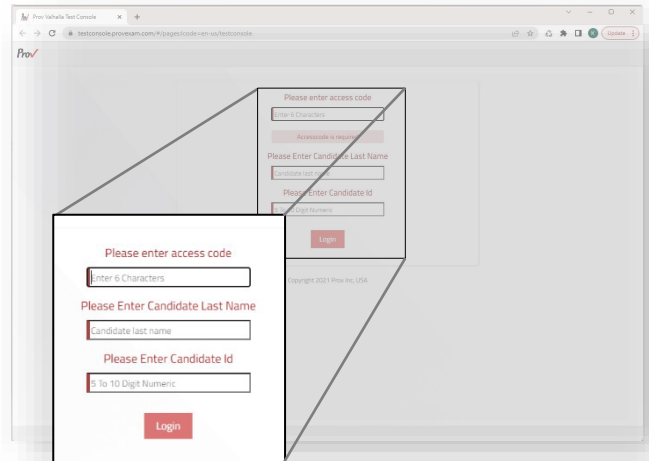 Prov Valhalla Test Console
testconsole.provexam.com/#/pages?code=en-us/testconsole
Update
Prov
Please enter access code
Enter 6 Characters
Accesscode is required
Please Enter Candidate Last Name
Candidate last name
Please Enter Candidate Id
5 To 10 Digit Numeric
Login
Copyright 2021 Prov Inc, USA
Please enter access code
Enter 6 Characters
Please Enter Candidate Last Name
Candidate last name
Please Enter Candidate Id
5 To 10 Digit Numeric
Login